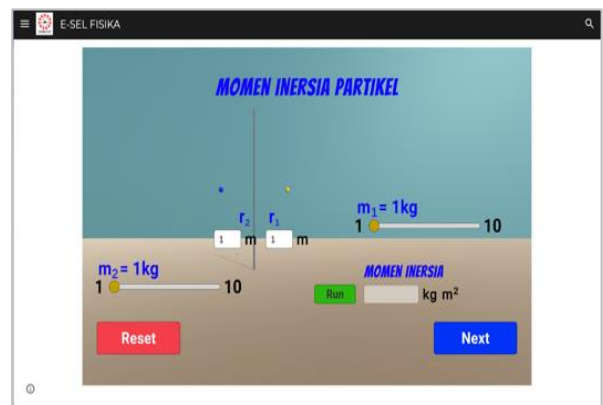 E-SEL FISIKA
MOMEN INERSIA PARTIKEL
r₂ r₁
1 m 1 m
m₁= 1kg
1 10
m₂= 1kg
1 10
MOMEN INERSIA
Run kg m²
Reset Next